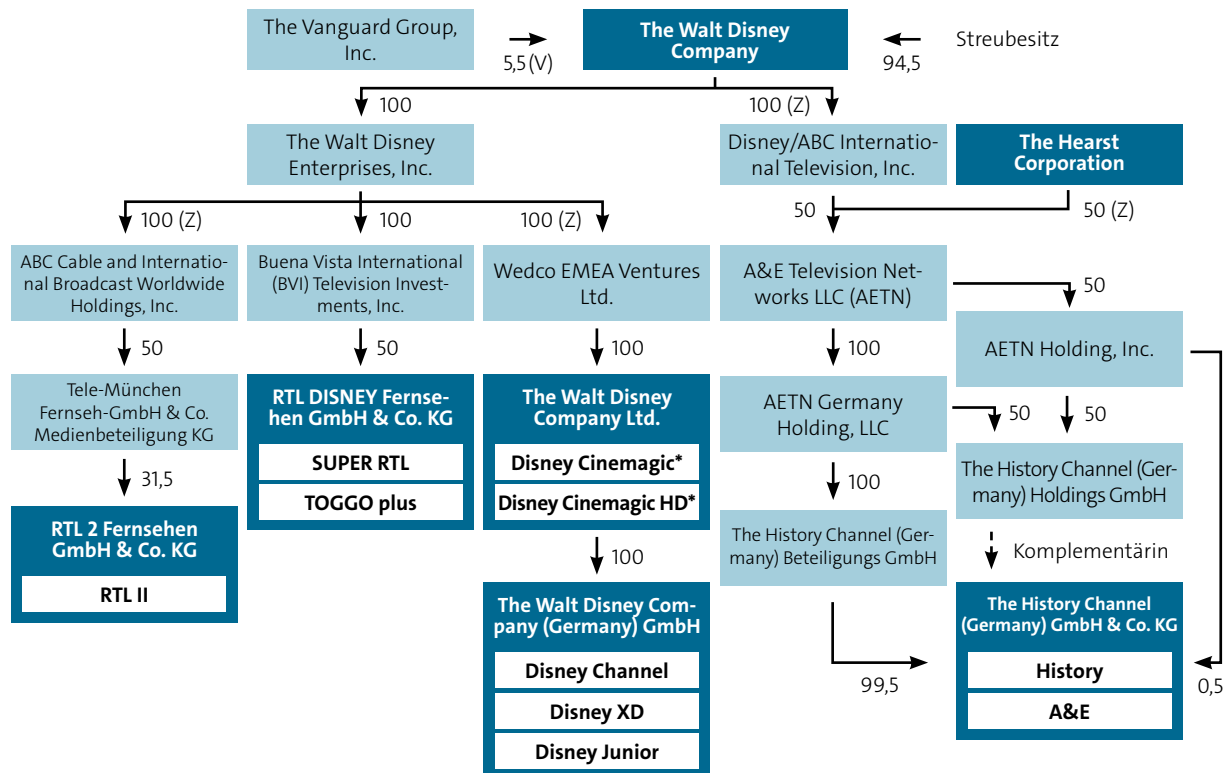 The Vanguard Group,
Inc.
5,5 (V)
The Walt Disney
Company
94,5
Streubesitz
100
100 (Z)
The Walt Disney
Enterprises, Inc.
Disney/ABC Internatio-
nal Television, Inc.
The Hearst
Corporation
100 (Z)
100
100 (Z)
50
50 (Z)
ABC Cable and Internatio-
nal Broadcast Worldwide
Holdings, Inc.
Buena Vista International
(BVI) Television Invest-
ments, Inc.
Wedco EMEA Ventures
Ltd.
A&E Television Net-
works LLC (AETN)
50
AETN Holding, Inc.
50
50
100
100
Tele-München
Fernseh-GmbH & Co.
Medienbeteiligung KG
RTL DISNEY Fernse-
hen GmbH & Co. KG
SUPER RTL
TOGGO plus
The Walt Disney
Company Ltd.
Disney Cinemagic*
Disney Cinemagic HD*
AETN Germany
Holding, LLC
50
50
The History Channel (Ger-
many) Holdings GmbH
31,5
100
RTL 2 Fernsehen
GmbH & Co. KG
RTL II
The History Channel (Ger-
many) Beteiligungs GmbH
Komplementärin
100
The Walt Disney Com-
pany (Germany) GmbH
Disney Channel
Disney XD
Disney Junior
99,5
The History Channel
(Germany) GmbH & Co. KG
History
A&E
0,5